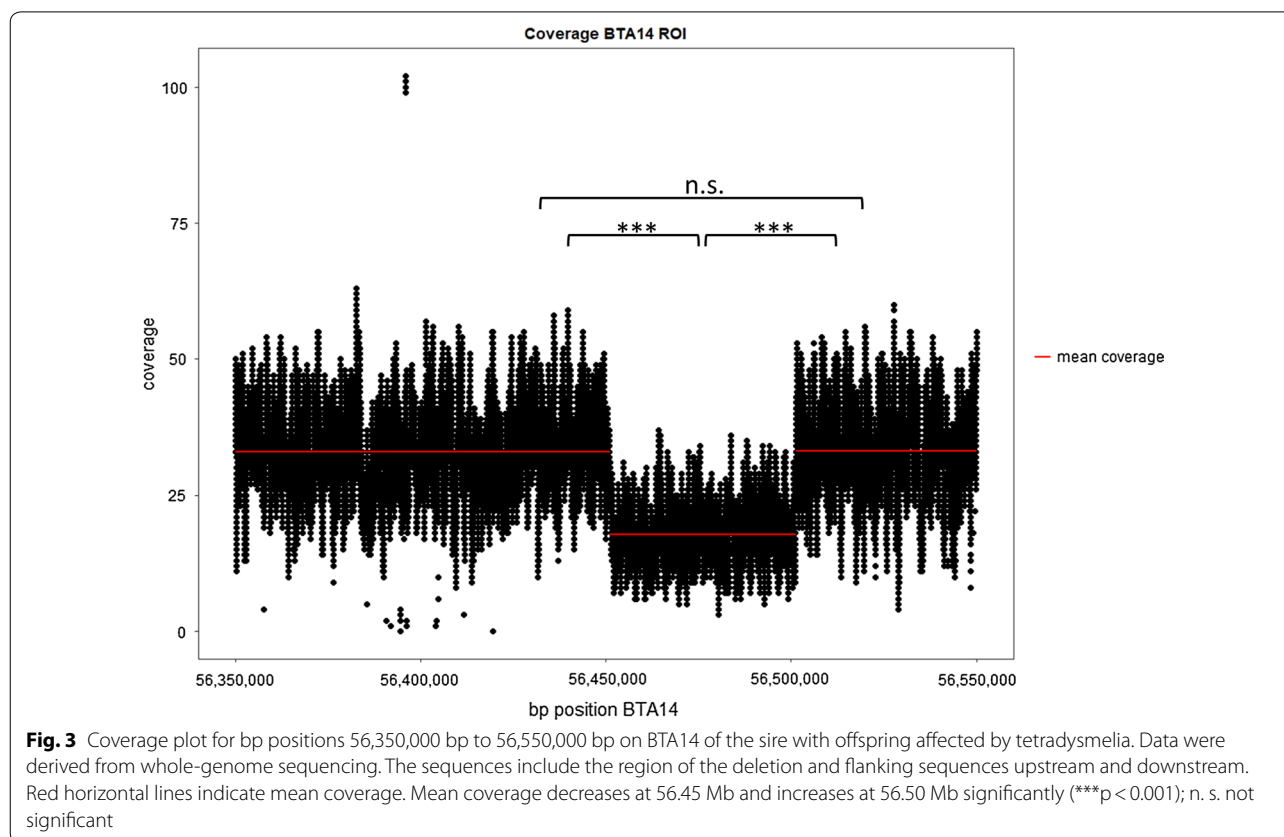 Coverage BTA14 ROI
100
75
50
25
0
coverage
n.s.
*** ***
mean coverage
56,350,000 56,400,000 56,450,000 56,500,000 56,550,000
bp position BTA14
Fig. 3 Coverage plot for bp positions 56,350,000 bp to 56,550,000 bp on BTA14 of the sire with offspring affected by tetradysmelia. Data were
derived from whole-genome sequencing. The sequences include the region of the deletion and flanking sequences upstream and downstream.
Red horizontal lines indicate mean coverage. Mean coverage decreases at 56.45 Mb and increases at 56.50 Mb significantly (***p < 0.001); n. s. not
significant